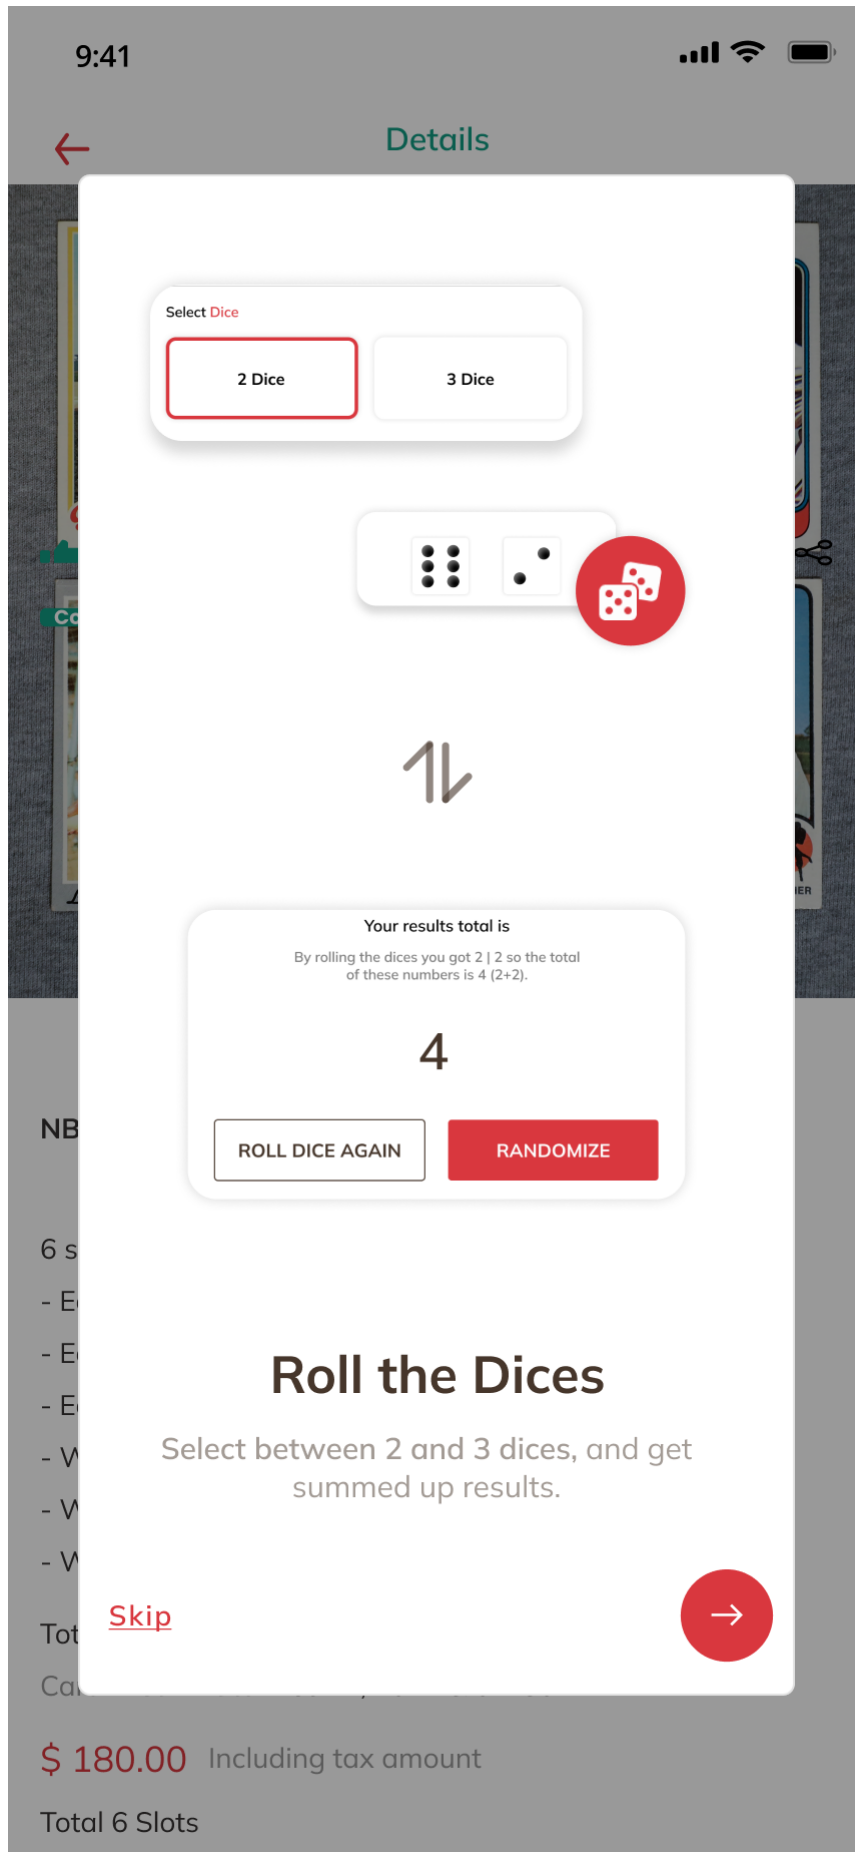 9:41
Details
Select Dice
2 Dice
3 Dice
Your results total is
By rolling the dices you got 2 | 2 so the total
of these numbers is 4 (2+2).
4
ROLL DICE AGAIN
RANDOMIZE
NB
6 s
Roll the Dices
Select between 2 and 3 dices, and get
summed up results.
Skip
Tot
$ 180.00 Including tax amount
Total 6 Slots